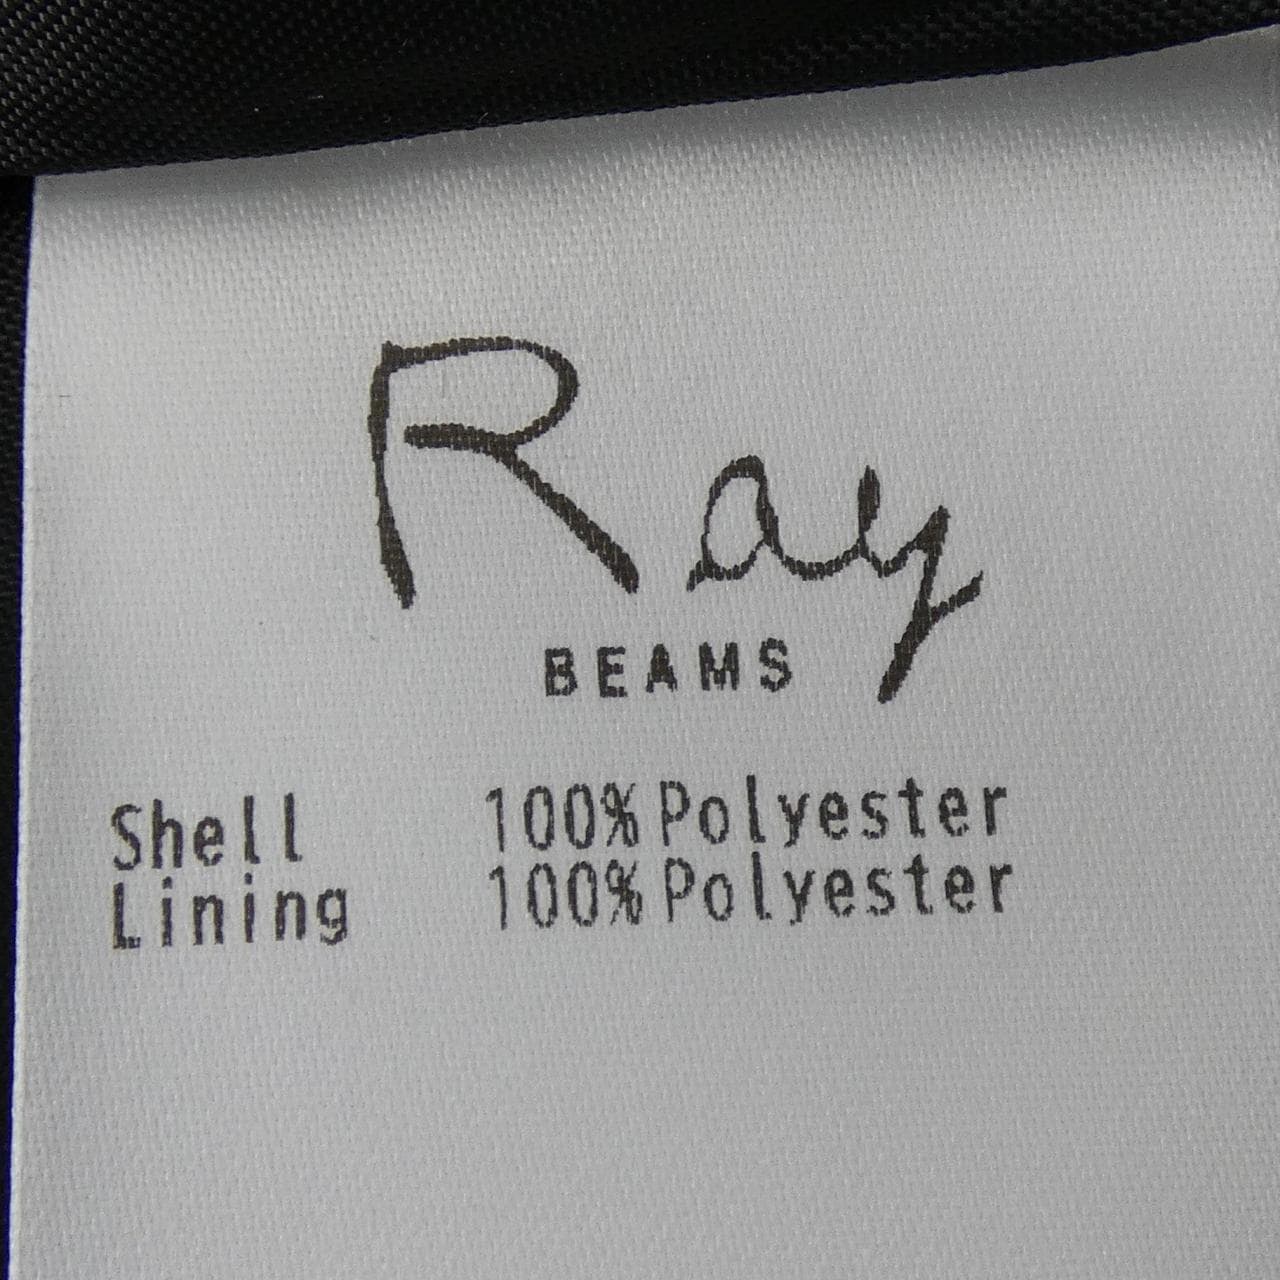 Ray
BEAMS
Shell 100% Polyester
Lining 100% Polyester